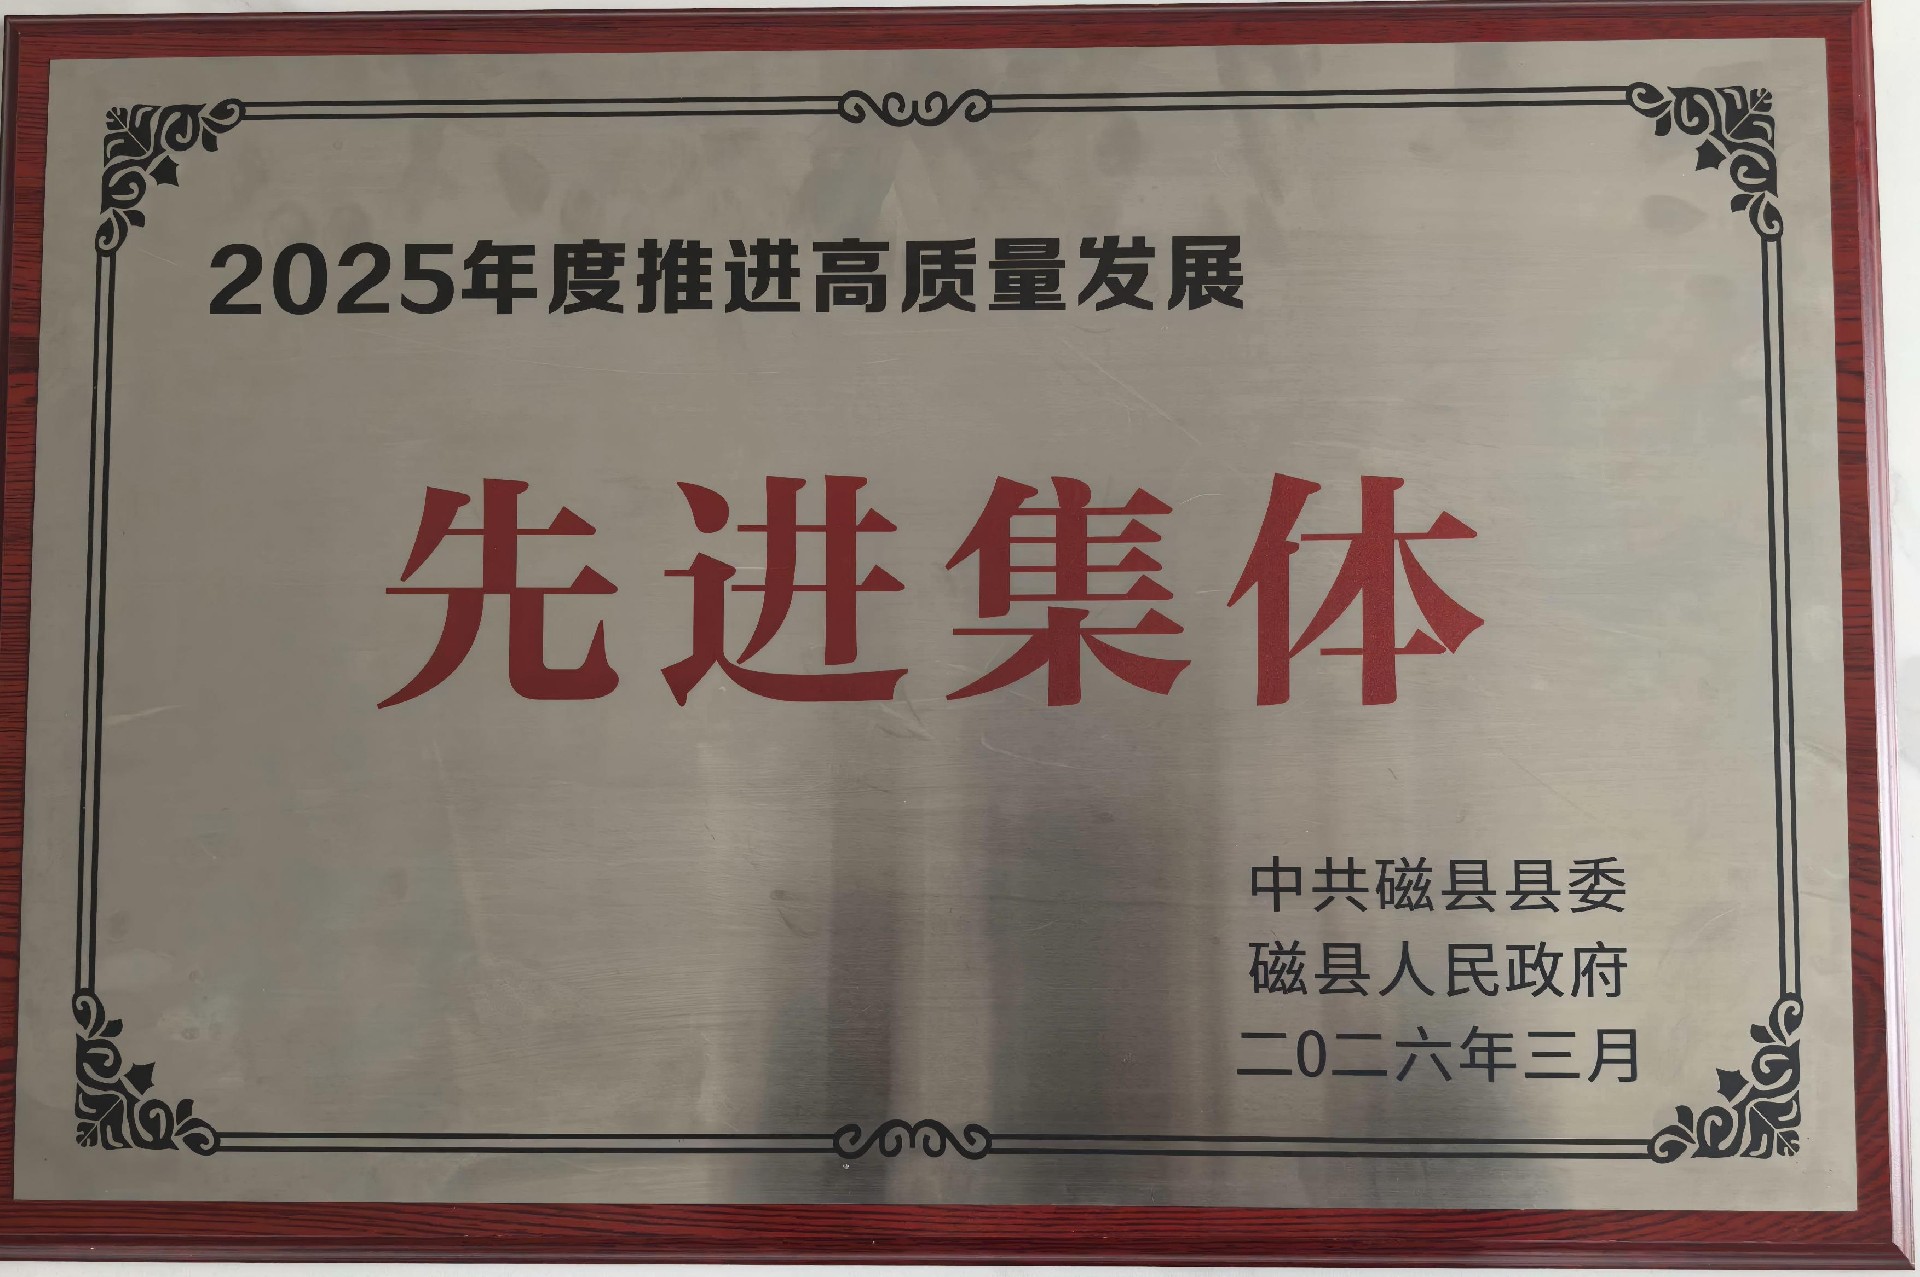 2025年度推进高质量发展
先进集体
中共磁县县委
磁县人民政府
二0二六年三月